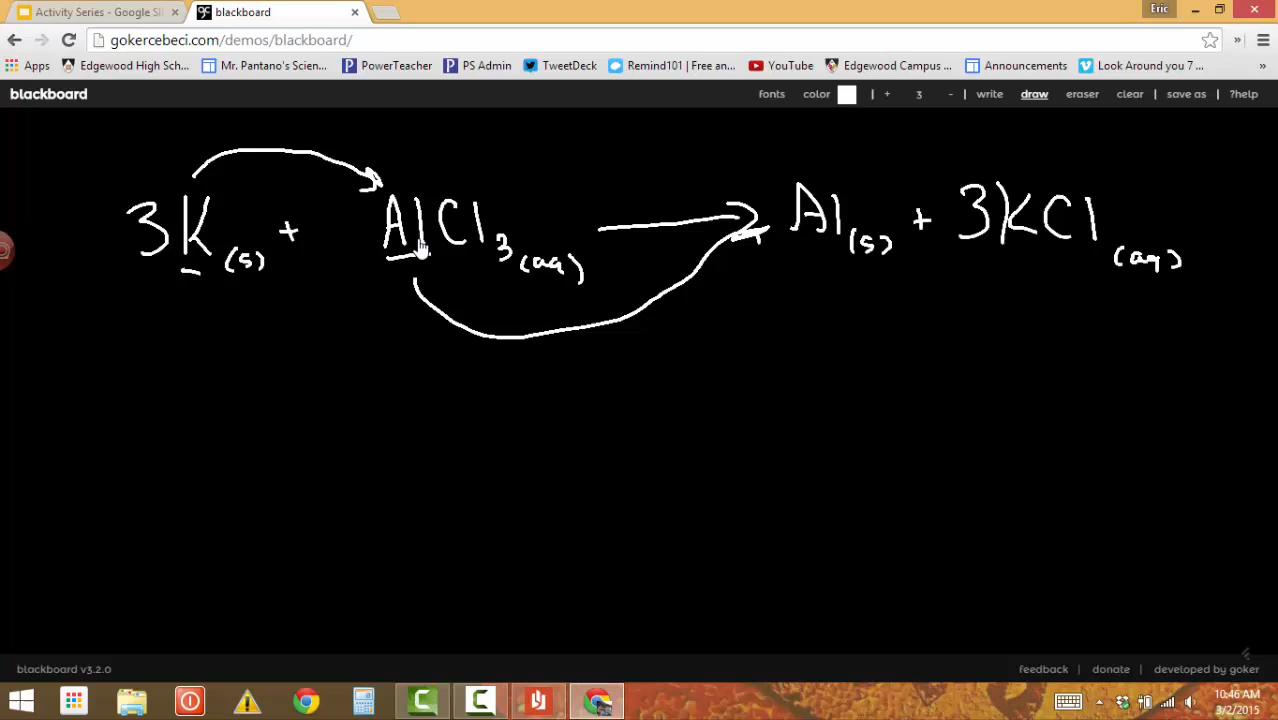 Activity Series - Google Sli
blackboard
Eric
gokercebeci.com/demos/blackboard/
Apps Edgewood High Sch... Mr. Pantano's Scien... PowerTeacher PS Admin TweetDeck Remind101 | Free an... YouTube Edgewood Campus ... Announcements Look Around you 7 ... »
blackboard fonts color | + 3 - | write draw eraser | clear | save as | ?help
3K(s) + AlCl3(aq) → Al(s) + 3KCl(aq)
blackboard v3.2.0 feedback | donate | developed by goker
10:46 AM
3/2/2015